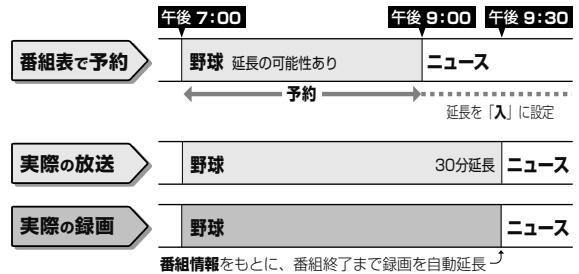 午後 7:00 午後 9:00 午後 9:30
番組表で予約 野球 延長の可能性あり ニュース
予約
延長を「入」に設定
実際の放送 野球 30分延長 ニュース
実際の録画 野球 ニュース
番組情報をもとに、番組終了まで録画を自動延長